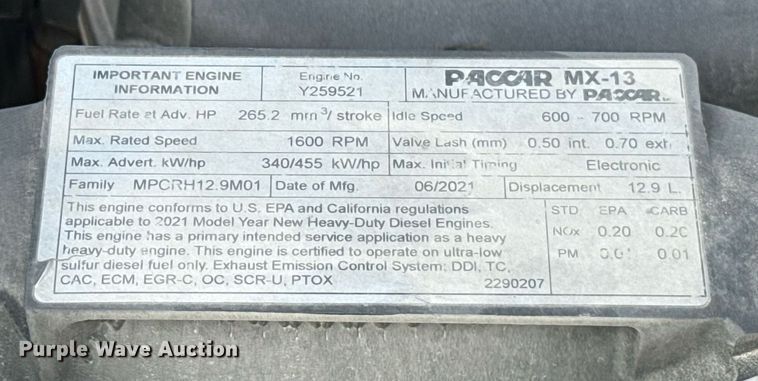 IMPORTANT ENGINE INFORMATION
Engine No. Y259521
PACCAR MX-13
MANUFACTURED BY PACCAR
Fuel Rate at Adv. HP 265.2 mm³/ stroke Idle Speed 600 - 700 RPM
Max. Rated Speed 1600 RPM Valve Lash (mm) 0.50 int. 0.70 exh.
Max. Advert. kW/hp 340/455 kW/hp Max. Initial Timing Electronic
Family MPCRH12.9M01 Date of Mfg. 06/2021 Displacement 12.9 L.
This engine conforms to U.S. EPA and California regulations
applicable to 2021 Model Year New Heavy-Duty Diesel Engines.
This engine has a primary intended service application as a heavy
heavy-duty engine. This engine is certified to operate on ultra-low
sulfur diesel fuel only. Exhaust Emission Control System: DDI, TC,
CAC, ECM, EGR-C, OC, SCR-U, PTOX 2290207
STD EPA CARB
NOx 0.20 0.20
PM 0.01 0.01
Purple Wave Auction